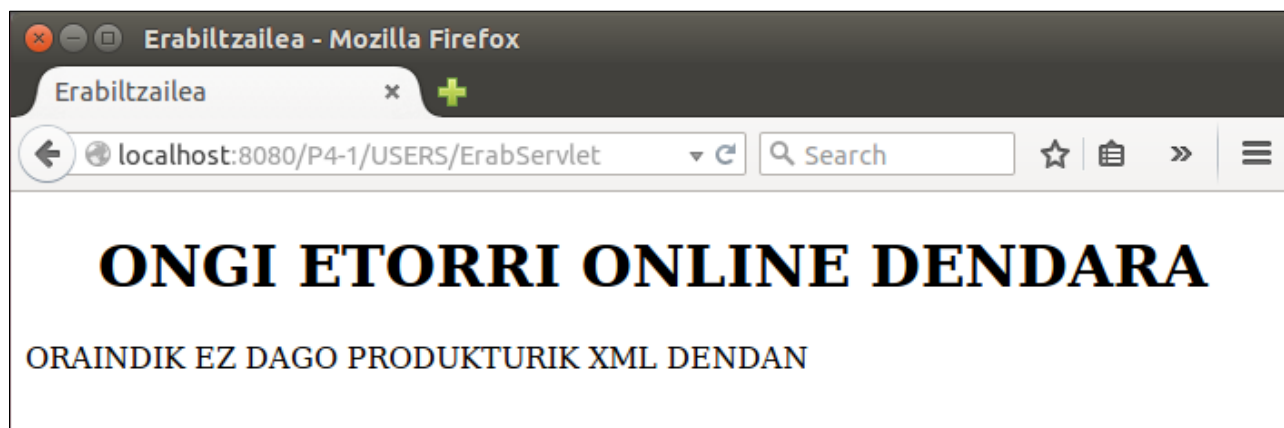 Erabiltzailea - Mozilla Firefox
Erabiltzailea
localhost:8080/P4-1/USERS/ErabServlet
Search
ONGI ETORRI ONLINE DENDARA
ORAINDIK EZ DAGO PRODUKTURIK XML DENDAN